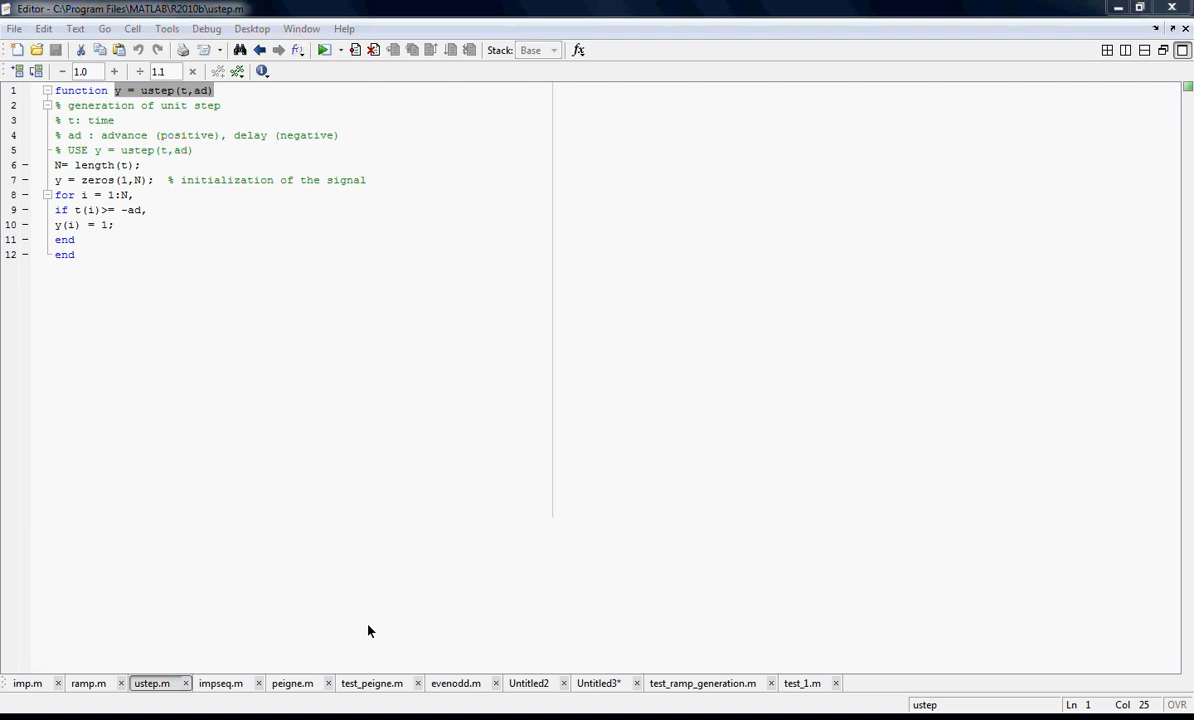 Editor - C:\Program Files\MATLAB\R2010b\ustep.m
File Edit Text Go Cell Tools Debug Desktop Window Help
Stack: Base fx
− 1.0 + ÷ 1.1 ×
1 function y = ustep(t,ad)
2 % generation of unit step
3 % t: time
4 % ad : advance (positive), delay (negative)
5 % USE y = ustep(t,ad)
6 N= length(t);
7 y = zeros(1,N); % initialization of the signal
8 for i = 1:N,
9 if t(i)>= -ad,
10 y(i) = 1;
11 end
12 end
imp.m ramp.m ustep.m impseq.m peigne.m test_peigne.m evenodd.m Untitled2 Untitled3* test_ramp_generation.m test_1.m
ustep Ln 1 Col 25 OVR